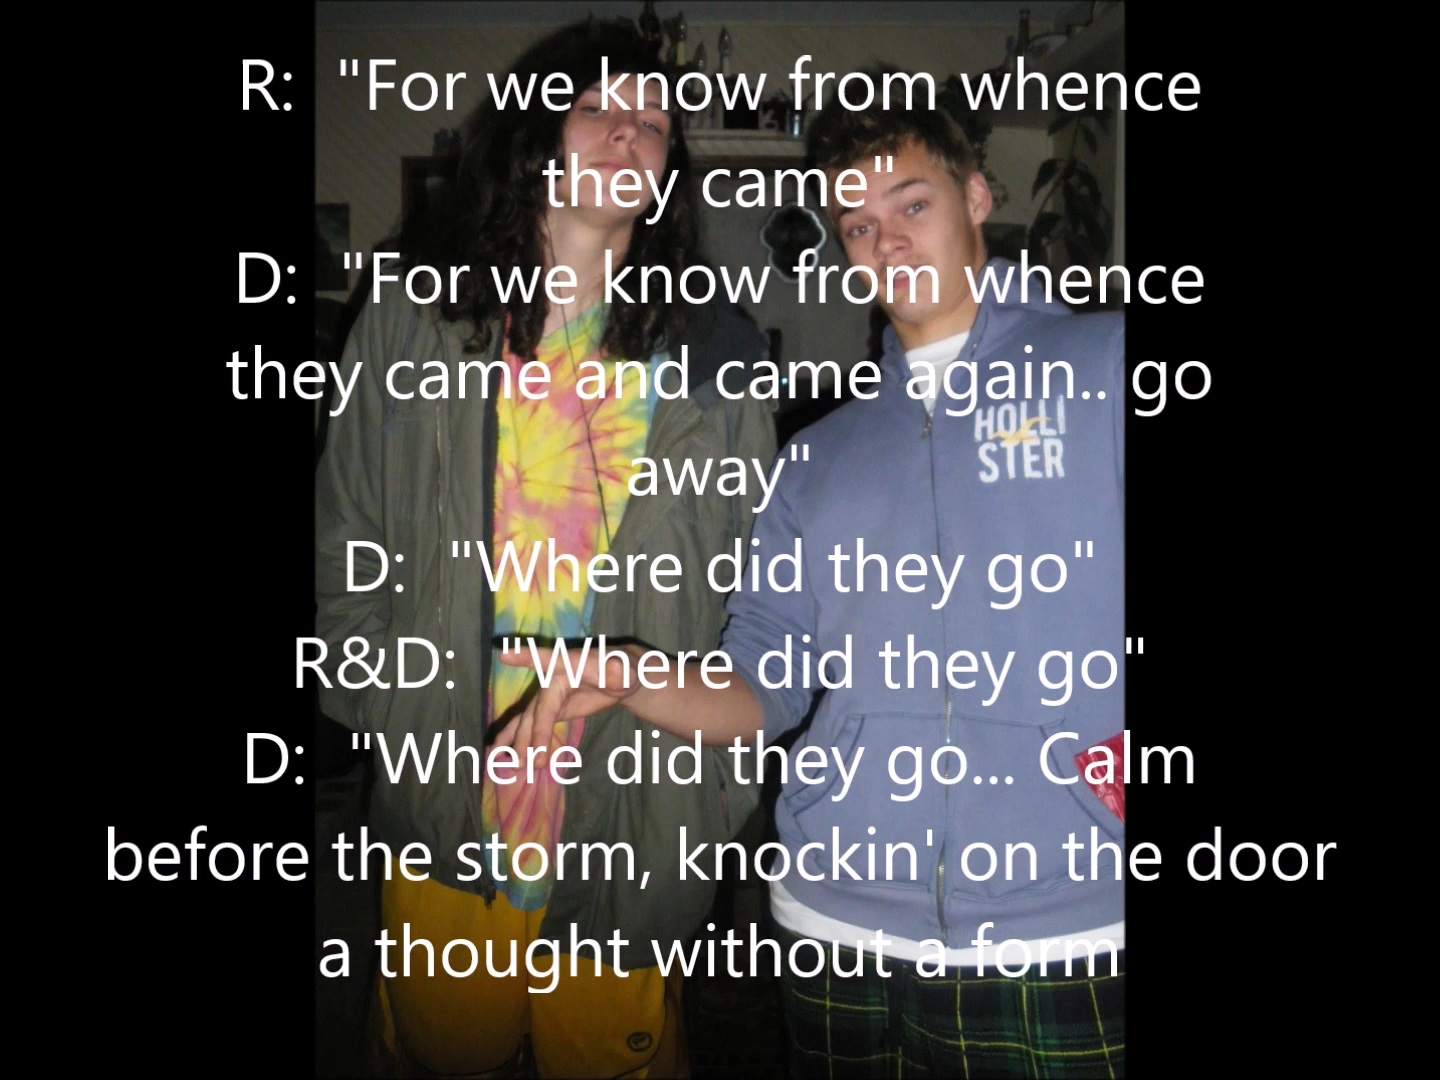 R:  "For we know from whence
they came"
D:  "For we know from whence
they came and came again.. go
away"
D:  "Where did they go"
R&D:  "Where did they go"
D:  "Where did they go... Calm
before the storm, knockin' on the door
a thought without a form
HOLLI
STER